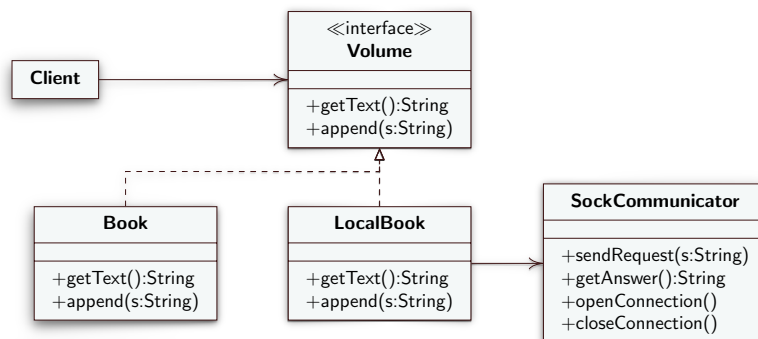 ≪interface≫
Volume
Client
+getText():String
+append(s:String)
Book
+getText():String
+append(s:String)
LocalBook
+getText():String
+append(s:String)
SockCommunicator
+sendRequest(s:String)
+getAnswer():String
+openConnection()
+closeConnection()